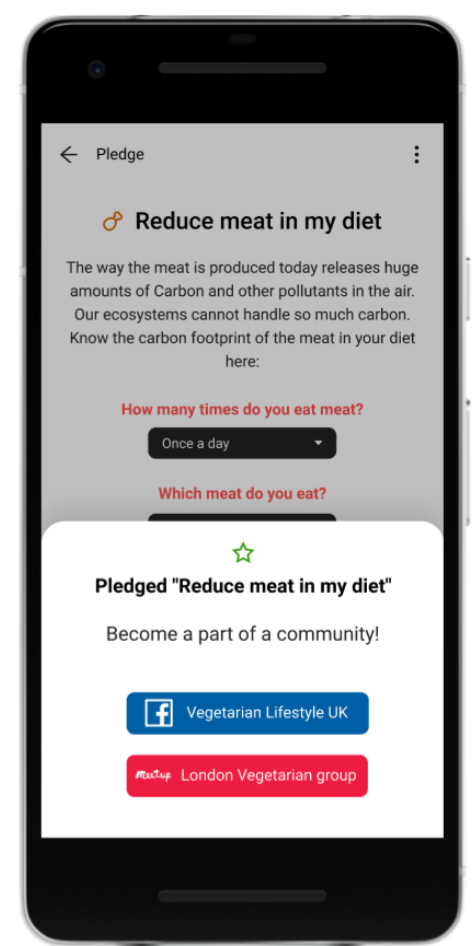 Pledge
Reduce meat in my diet
The way the meat is produced today releases huge
amounts of Carbon and other pollutants in the air.
Our ecosystems cannot handle so much carbon.
Know the carbon footprint of the meat in your diet
here:
How many times do you eat meat?
Once a day
Which meat do you eat?
Pledged "Reduce meat in my diet"
Become a part of a community!
f Vegetarian Lifestyle UK
Meetup London Vegetarian group